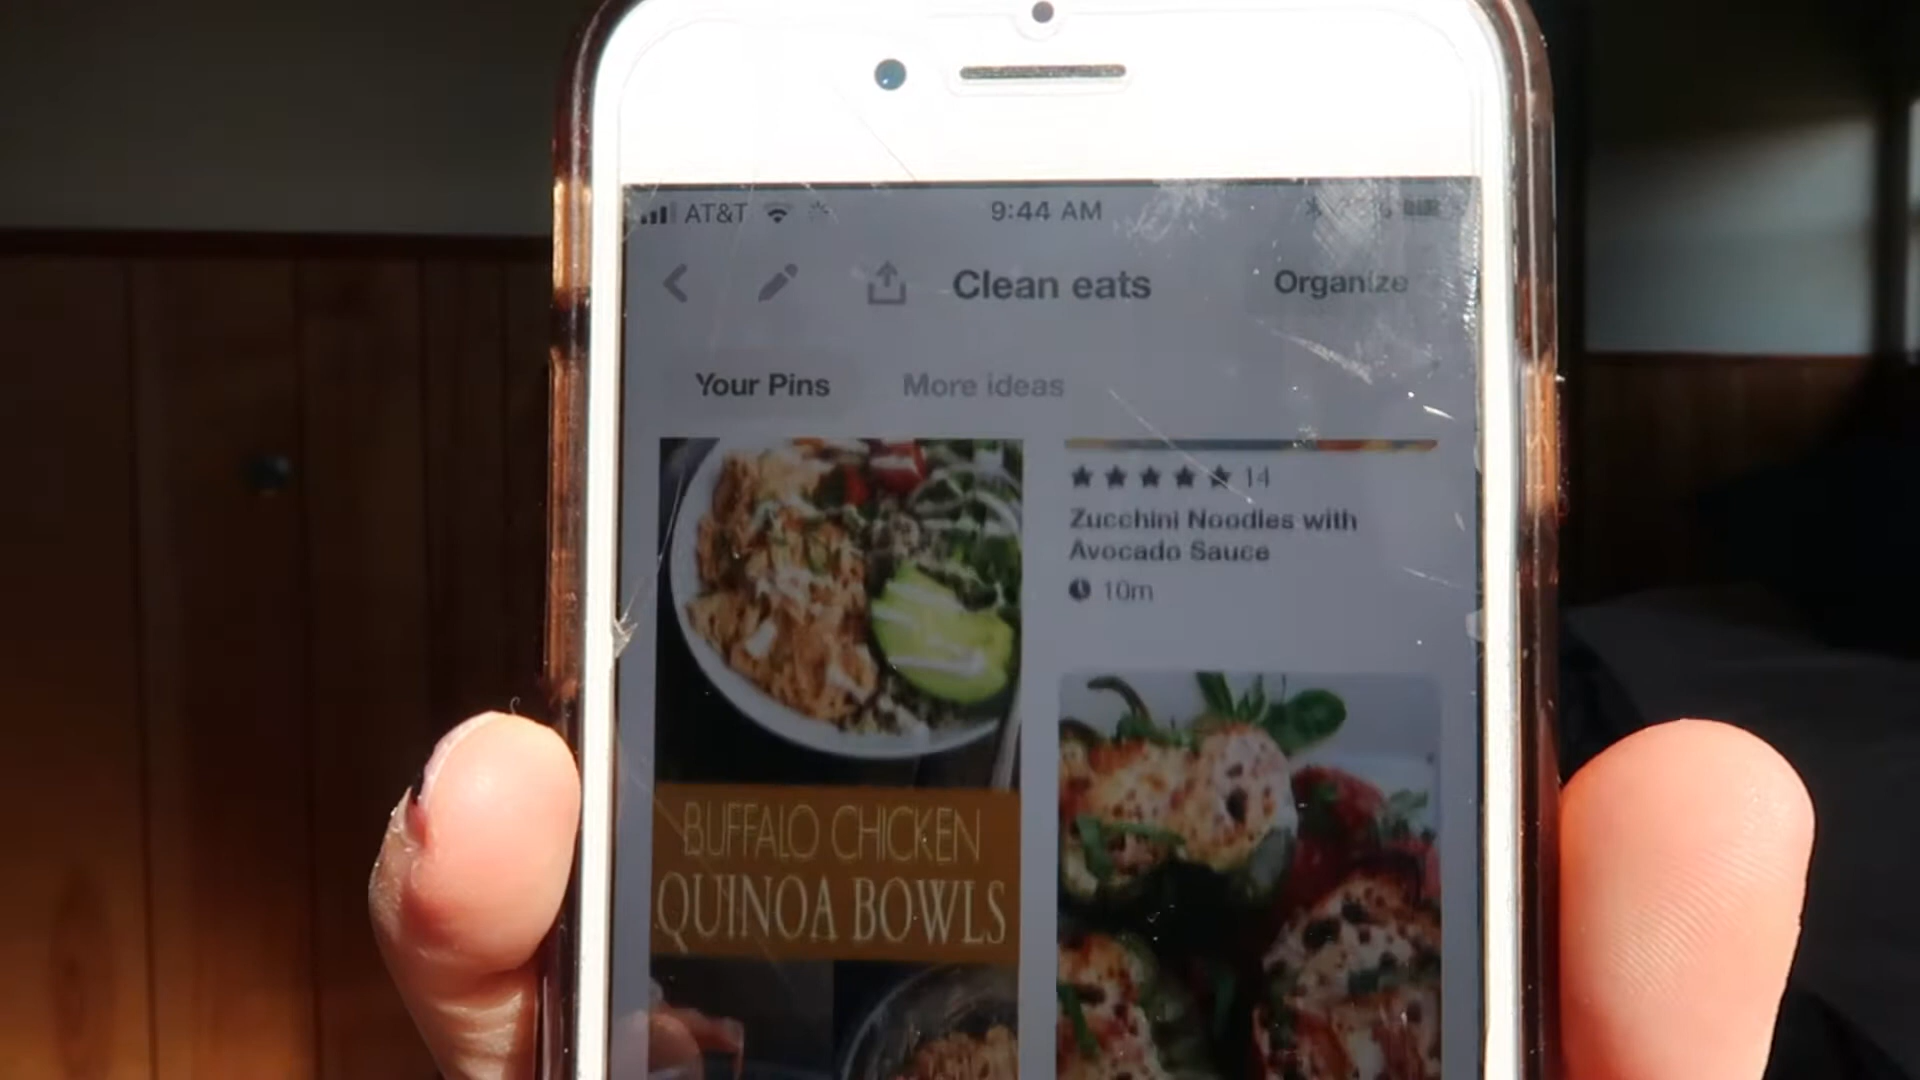 AT&T
9:44 AM
Clean eats
Organize
Your Pins
More ideas
14
Zucchini Noodles with
Avocado Sauce
10m
BUFFALO CHICKEN
QUINOA BOWLS